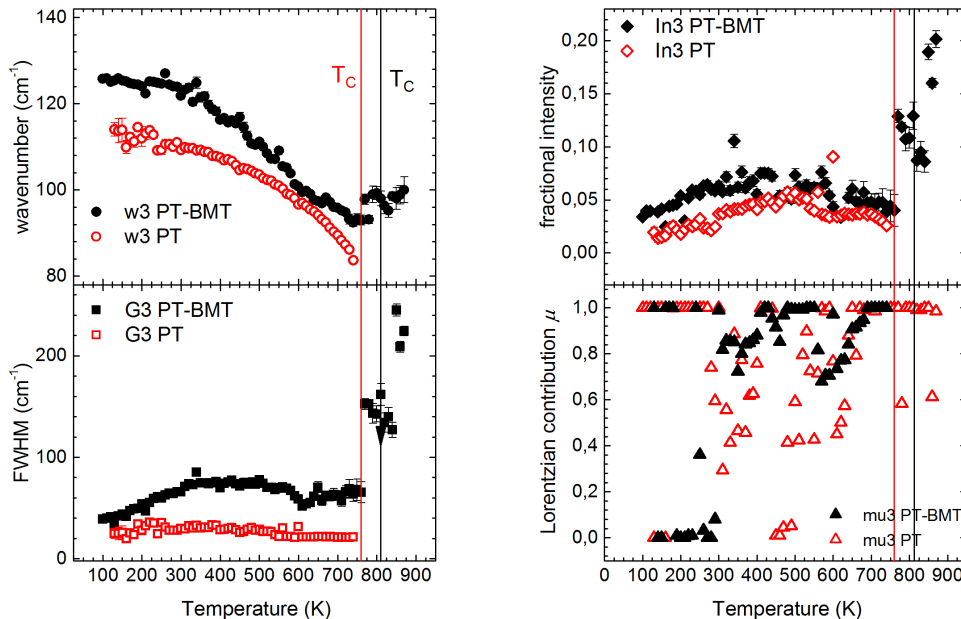 140
120
100
80
wavenumber (cm⁻¹)
T_C
T_C
w3 PT-BMT
w3 PT
200
100
0
FWHM (cm⁻¹)
G3 PT-BMT
G3 PT
100 200 300 400 500 600 700 800 900
Temperature (K)
0,20
0,15
0,10
0,05
0,00
fractional intensity
In3 PT-BMT
In3 PT
1,0
0,8
0,6
0,4
0,2
0,0
Lorentzian contribution μ
mu3 PT-BMT
mu3 PT
0 100 200 300 400 500 600 700 800 900
Temperature (K)